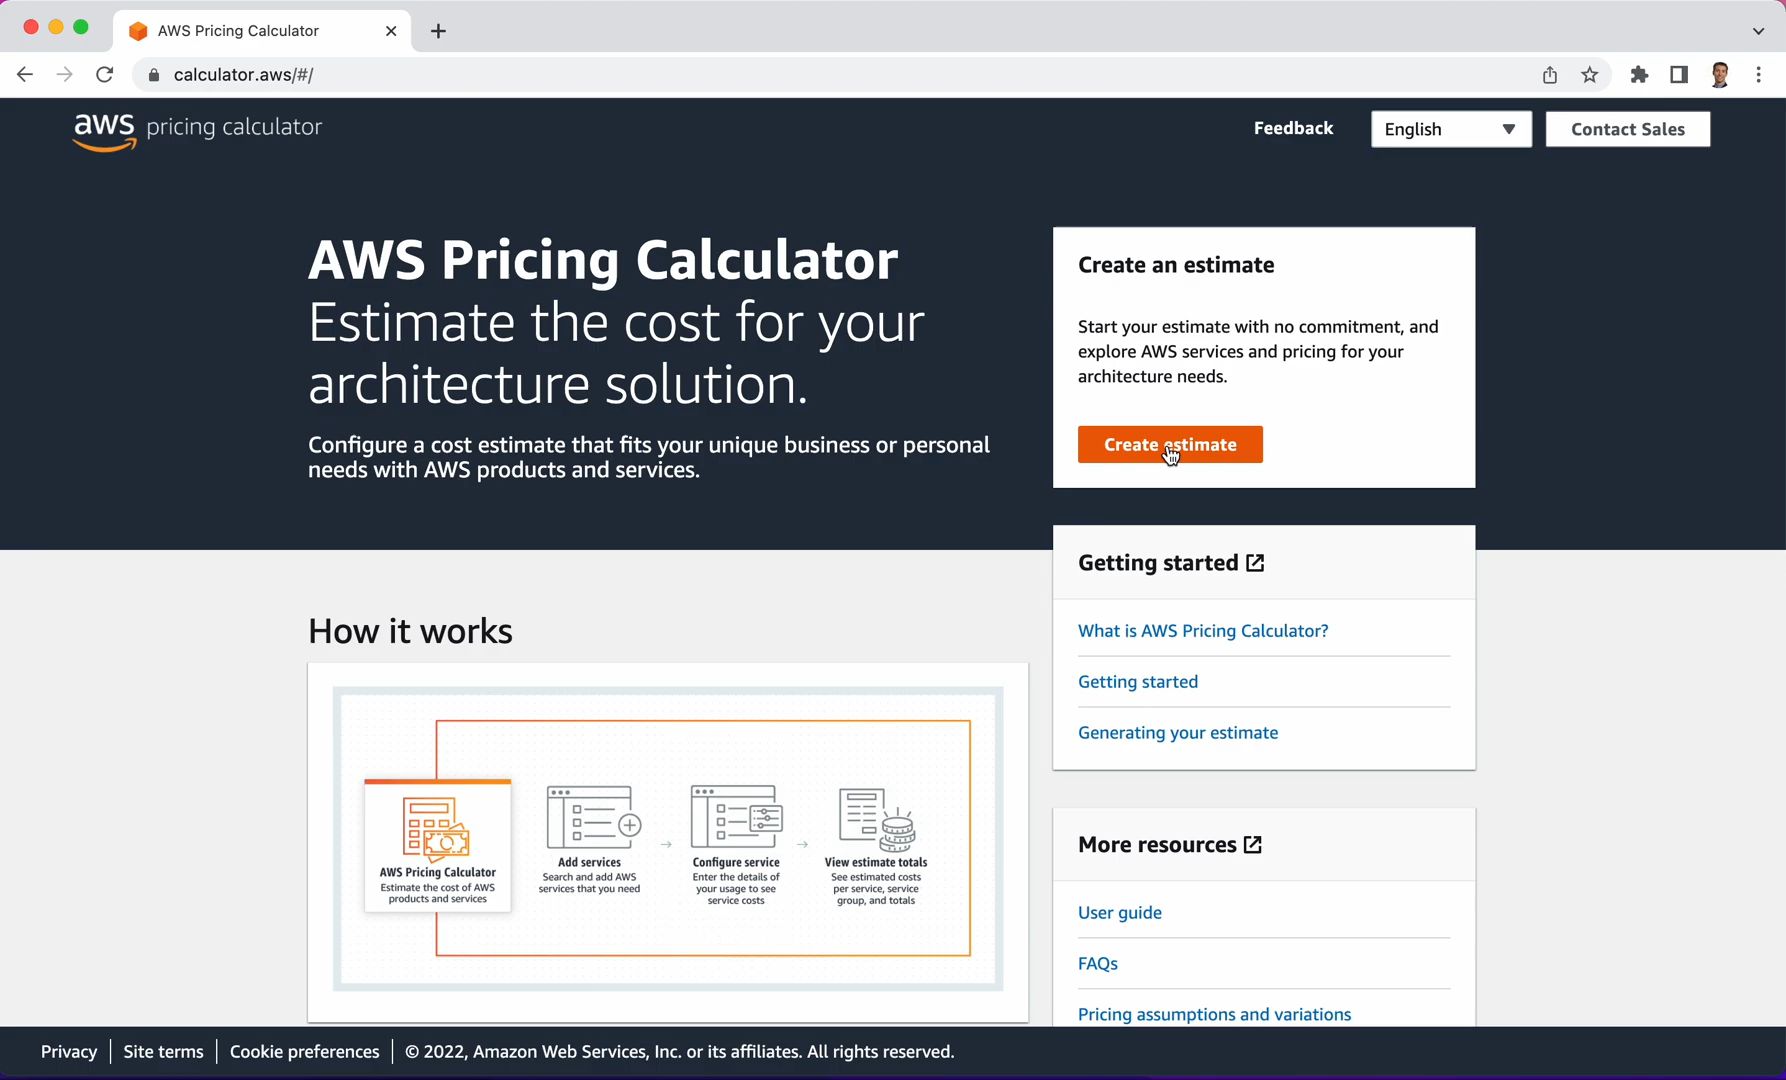 AWS Pricing Calculator
calculator.aws/#/
aws pricing calculator
Feedback
English
Contact Sales
AWS Pricing Calculator
Estimate the cost for your
architecture solution.
Configure a cost estimate that fits your unique business or personal
needs with AWS products and services.
Create an estimate
Start your estimate with no commitment, and
explore AWS services and pricing for your
architecture needs.
Create estimate
Getting started
What is AWS Pricing Calculator?
Getting started
Generating your estimate
How it works
AWS Pricing Calculator
Estimate the cost of AWS
products and services
Add services
Search and add AWS
services that you need
Configure service
Enter the details of
your usage to see
service costs
View estimate totals
See estimated costs
per service, service
group, and totals
More resources
User guide
FAQs
Pricing assumptions and variations
Privacy
Site terms
Cookie preferences
© 2022, Amazon Web Services, Inc. or its affiliates. All rights reserved.